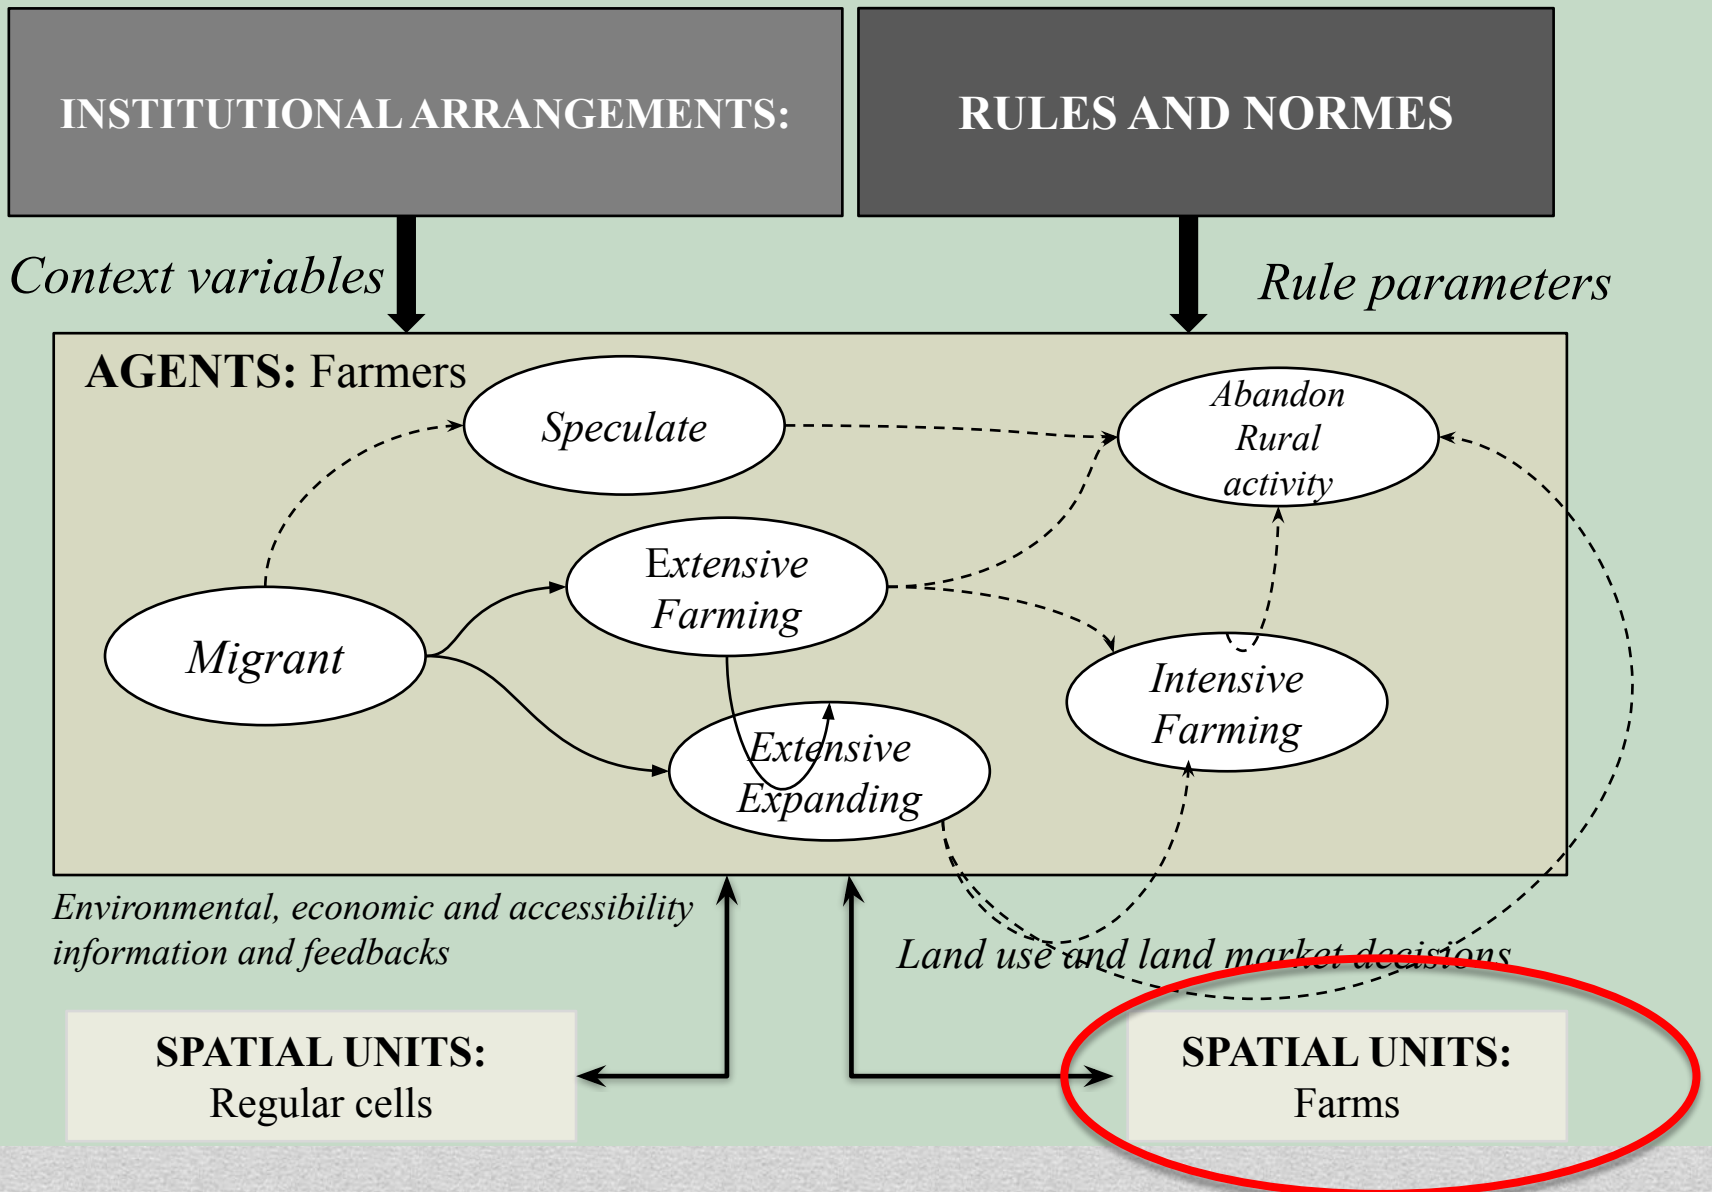 INSTITUTIONAL ARRANGEMENTS:
RULES AND NORMES
Context variables
Rule parameters
AGENTS: Farmers
Speculate
Abandon
Rural
activity
Extensive
Farming
Migrant
Intensive
Farming
Extensive
Expanding
Environmental, economic and accessibility
information and feedbacks
Land use and land market decisions
SPATIAL UNITS:
Regular cells
SPATIAL UNITS:
Farms